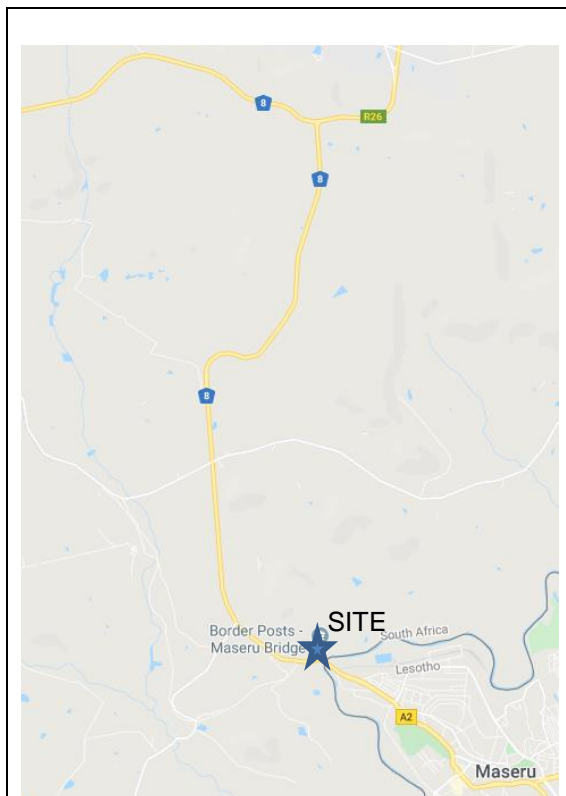 8
R26
8
8
SITE
Border Posts -
Maseru Bridge
South Africa
Lesotho
A2
Maseru